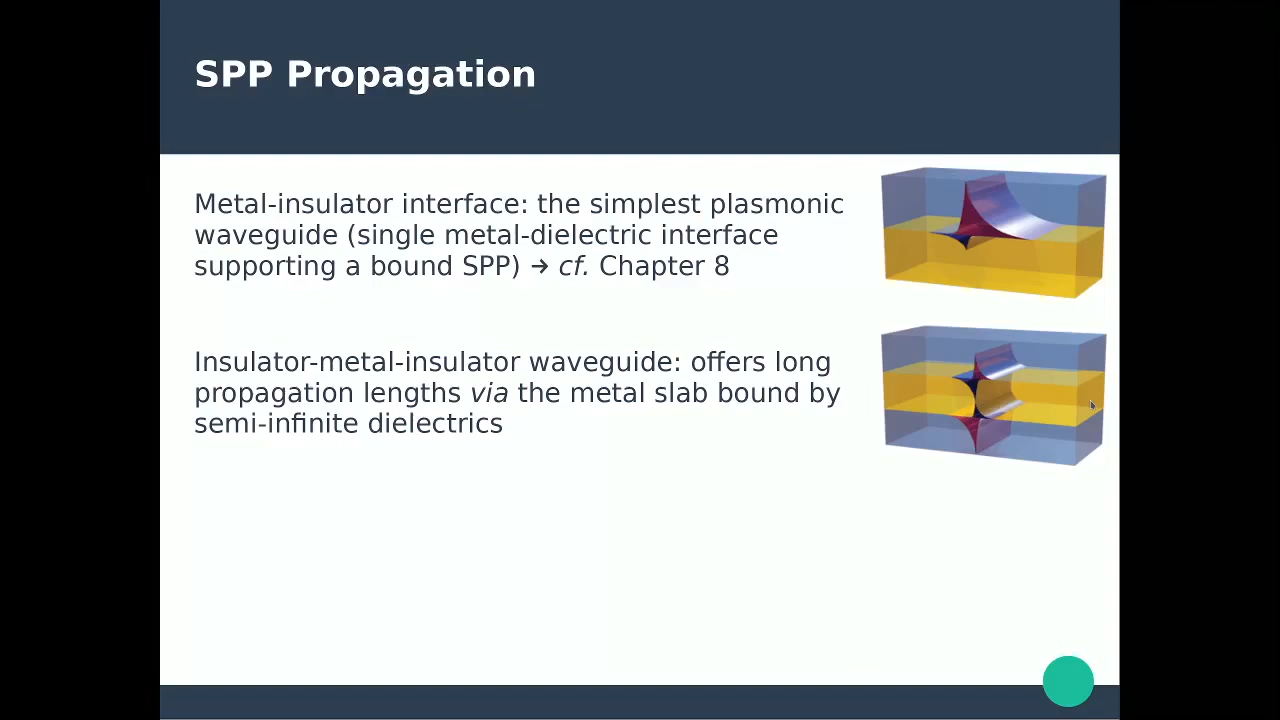 SPP Propagation
Metal-insulator interface: the simplest plasmonic
waveguide (single metal-dielectric interface
supporting a bound SPP) → cf. Chapter 8
Insulator-metal-insulator waveguide: offers long
propagation lengths via the metal slab bound by
semi-infinite dielectrics